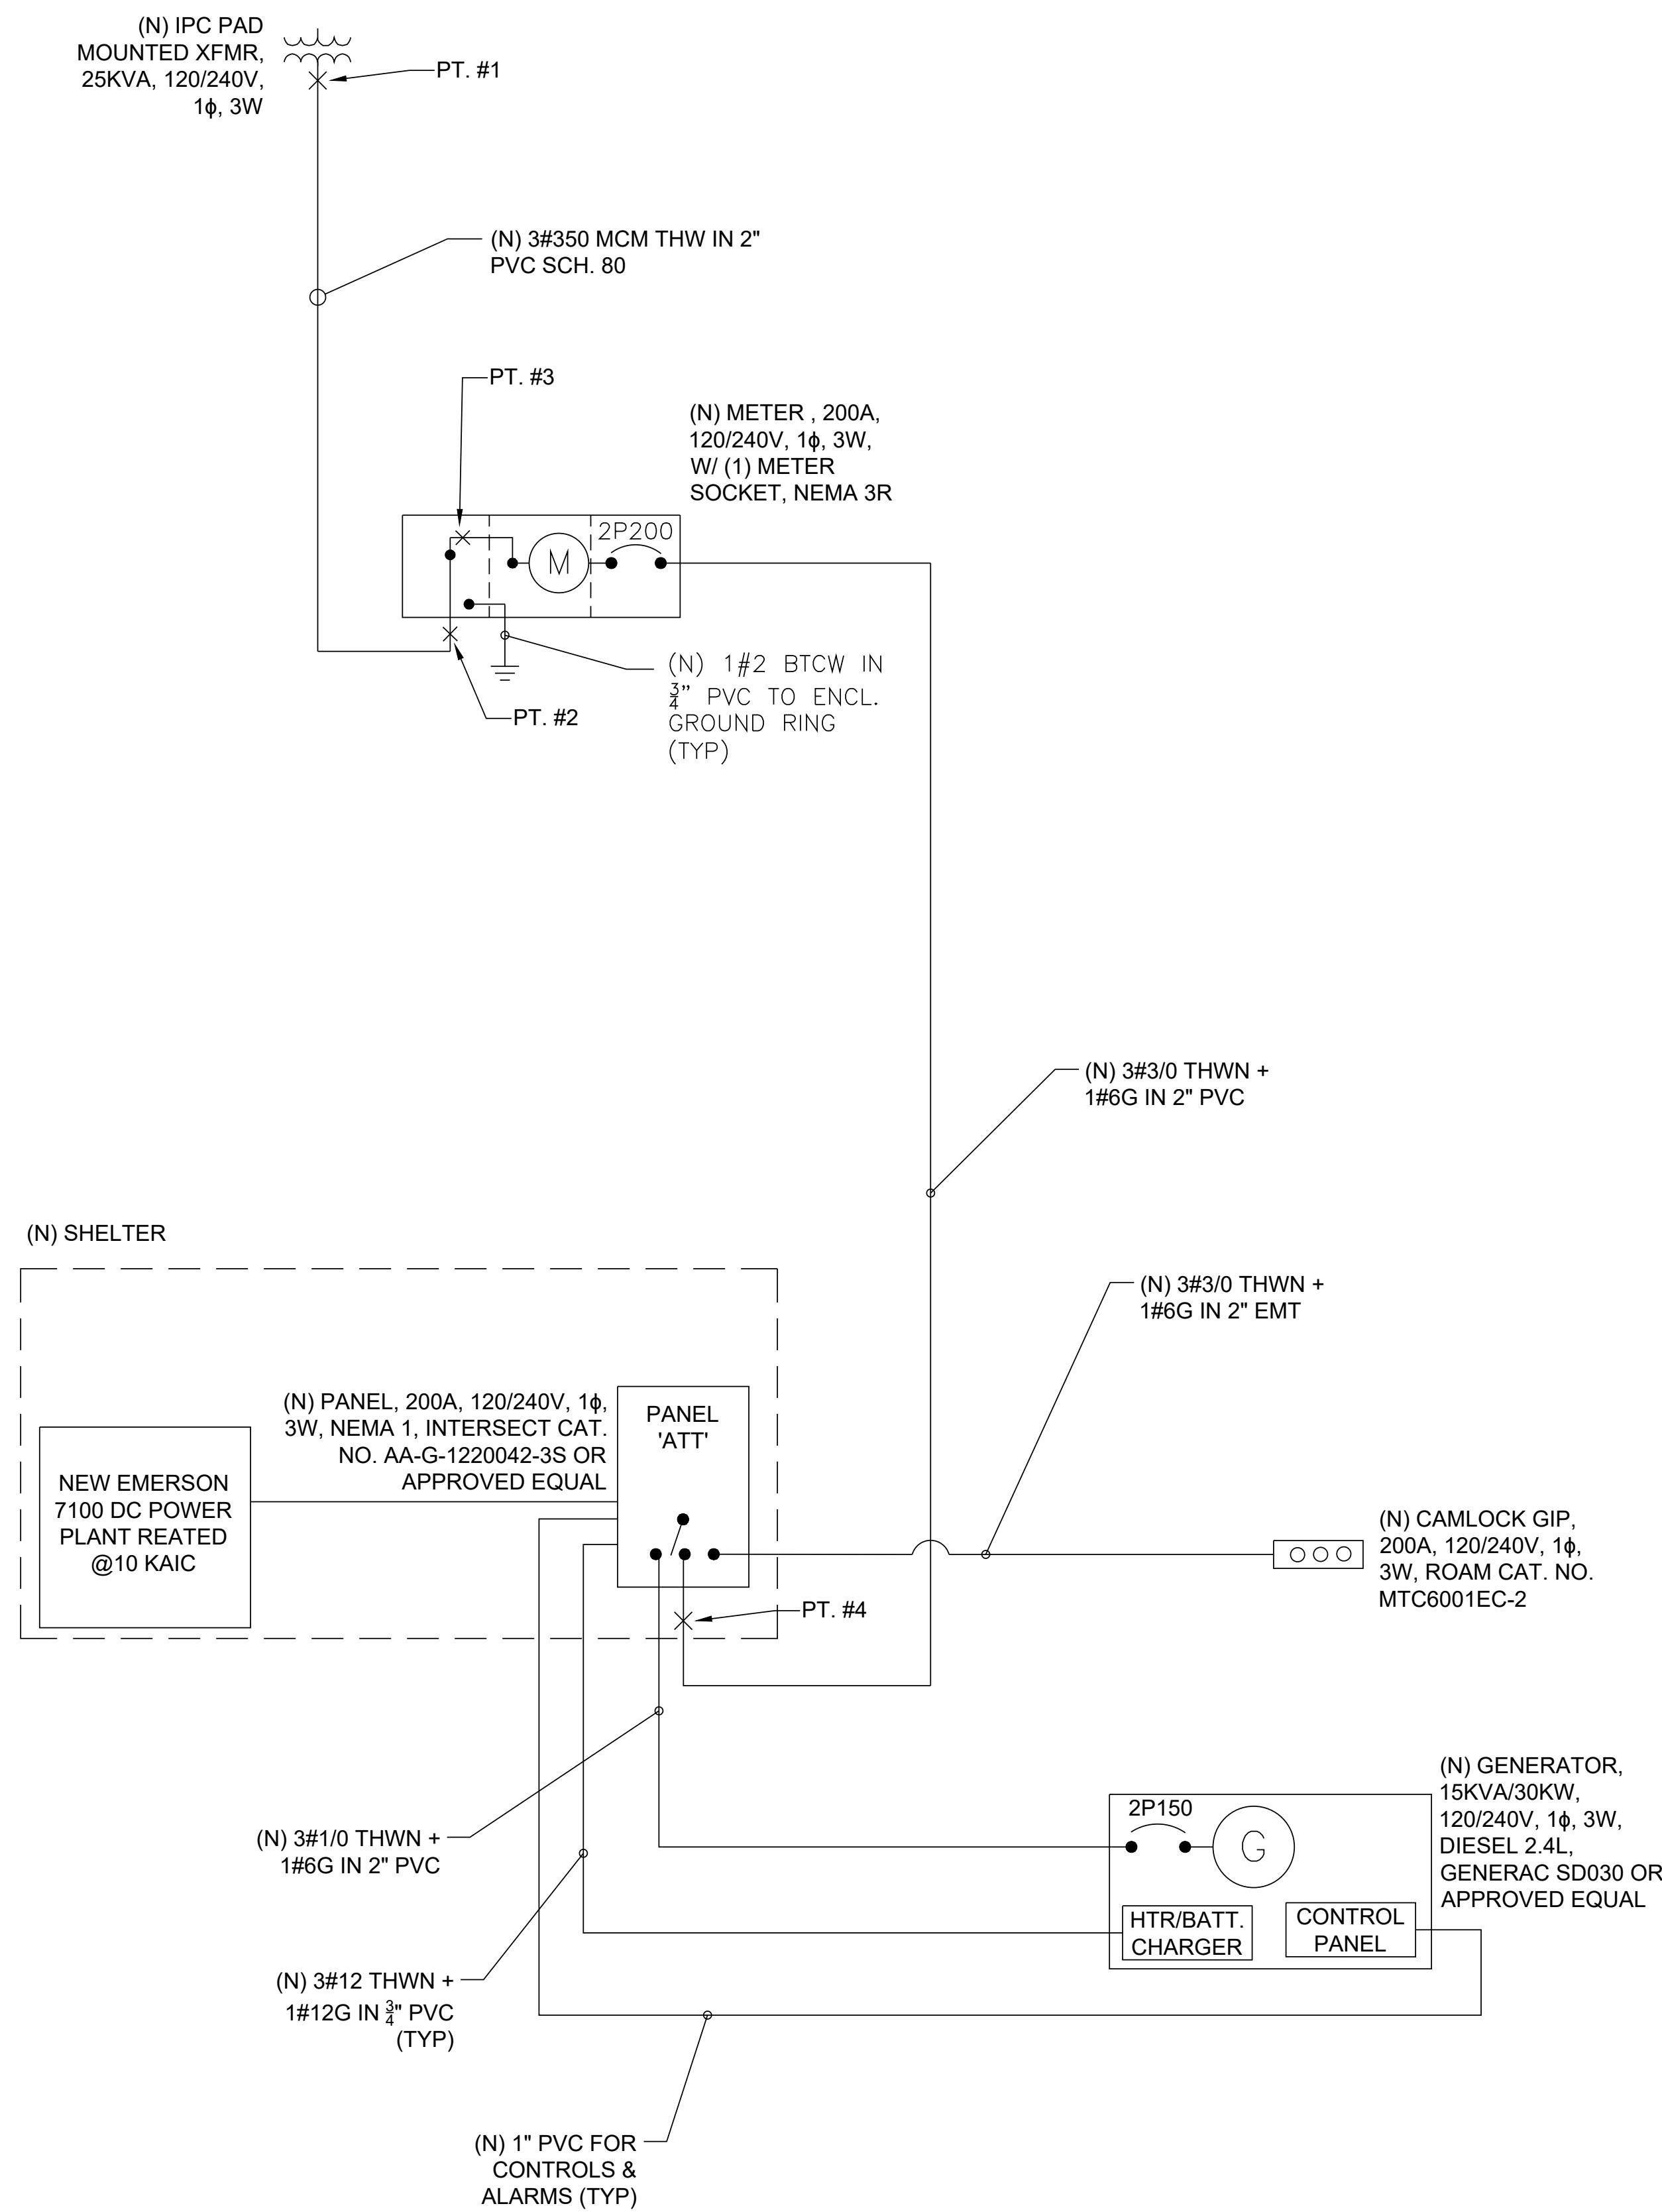 (N) IPC PAD
MOUNTED XFMR,
25KVA, 120/240V,
1ϕ, 3W
PT. #1
(N) 3#350 MCM THW IN 2"
PVC SCH. 80
PT. #3
(N) METER , 200A,
120/240V, 1ϕ, 3W,
W/ (1) METER
SOCKET, NEMA 3R
2P200
M
(N) 1#2 BTCW IN
3/4" PVC TO ENCL.
GROUND RING
(TYP)
PT. #2
(N) 3#3/0 THWN +
1#6G IN 2" PVC
(N) SHELTER
(N) 3#3/0 THWN +
1#6G IN 2" EMT
(N) PANEL, 200A, 120/240V, 1ϕ,
3W, NEMA 1, INTERSECT CAT.
NO. AA-G-1220042-3S OR
APPROVED EQUAL
PANEL
'ATT'
NEW EMERSON
7100 DC POWER
PLANT REATED
@10 KAIC
(N) CAMLOCK GIP,
200A, 120/240V, 1ϕ,
3W, ROAM CAT. NO.
MTC6001EC-2
PT. #4
(N) GENERATOR,
15KVA/30KW,
120/240V, 1ϕ, 3W,
DIESEL 2.4L,
GENERAC SD030 OR
APPROVED EQUAL
2P150
G
(N) 3#1/0 THWN +
1#6G IN 2" PVC
HTR/BATT.
CHARGER
CONTROL
PANEL
(N) 3#12 THWN +
1#12G IN 3/4" PVC
(TYP)
(N) 1" PVC FOR
CONTROLS &
ALARMS (TYP)